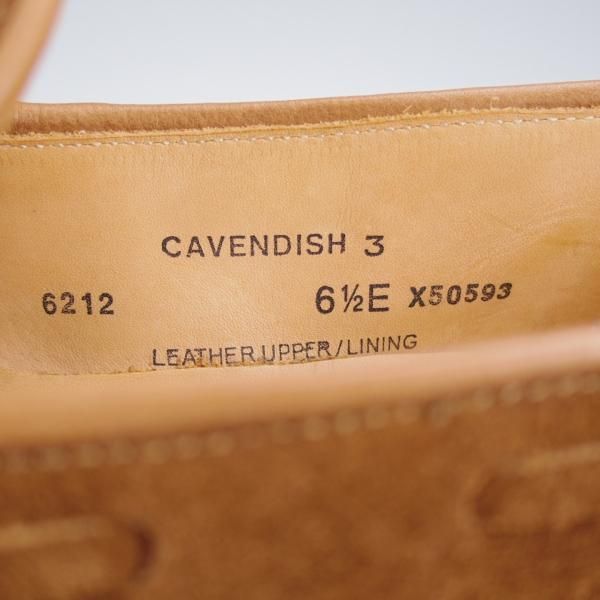 CAVENDISH 3
6212 6½E X50593
LEATHER UPPER/LINING